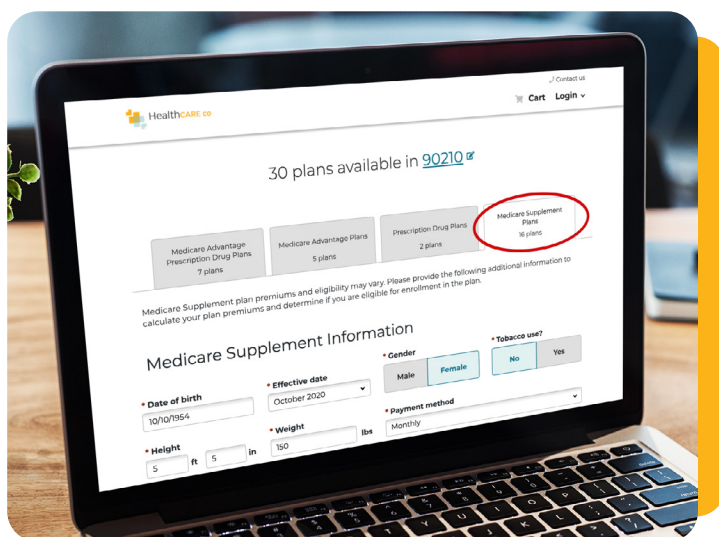 Contact us
HealthCARE co
Cart Login
30 plans available in 90210
Medicare Advantage
Prescription Drug Plans
7 plans
Medicare Advantage Plans
5 plans
Prescription Drug Plans
2 plans
Medicare Supplement
Plans
16 plans
Medicare Supplement plan premiums and eligibility may vary. Please provide the following additional information to
calculate your plan premiums and determine if you are eligible for enrollment in the plan.
Medicare Supplement Information
* Date of birth
10/10/1954
* Effective date
October 2020
* Gender
Male Female
* Tobacco use?
No Yes
* Height
5 ft 5 in
* Weight
150 lbs
* Payment method
Monthly
T Y U I O P